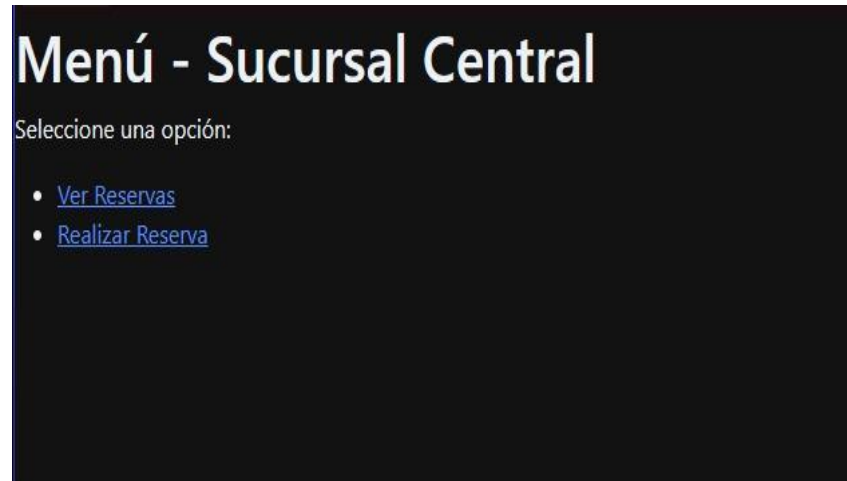 Menú - Sucursal Central
Seleccione una opción:
Ver Reservas
Realizar Reserva